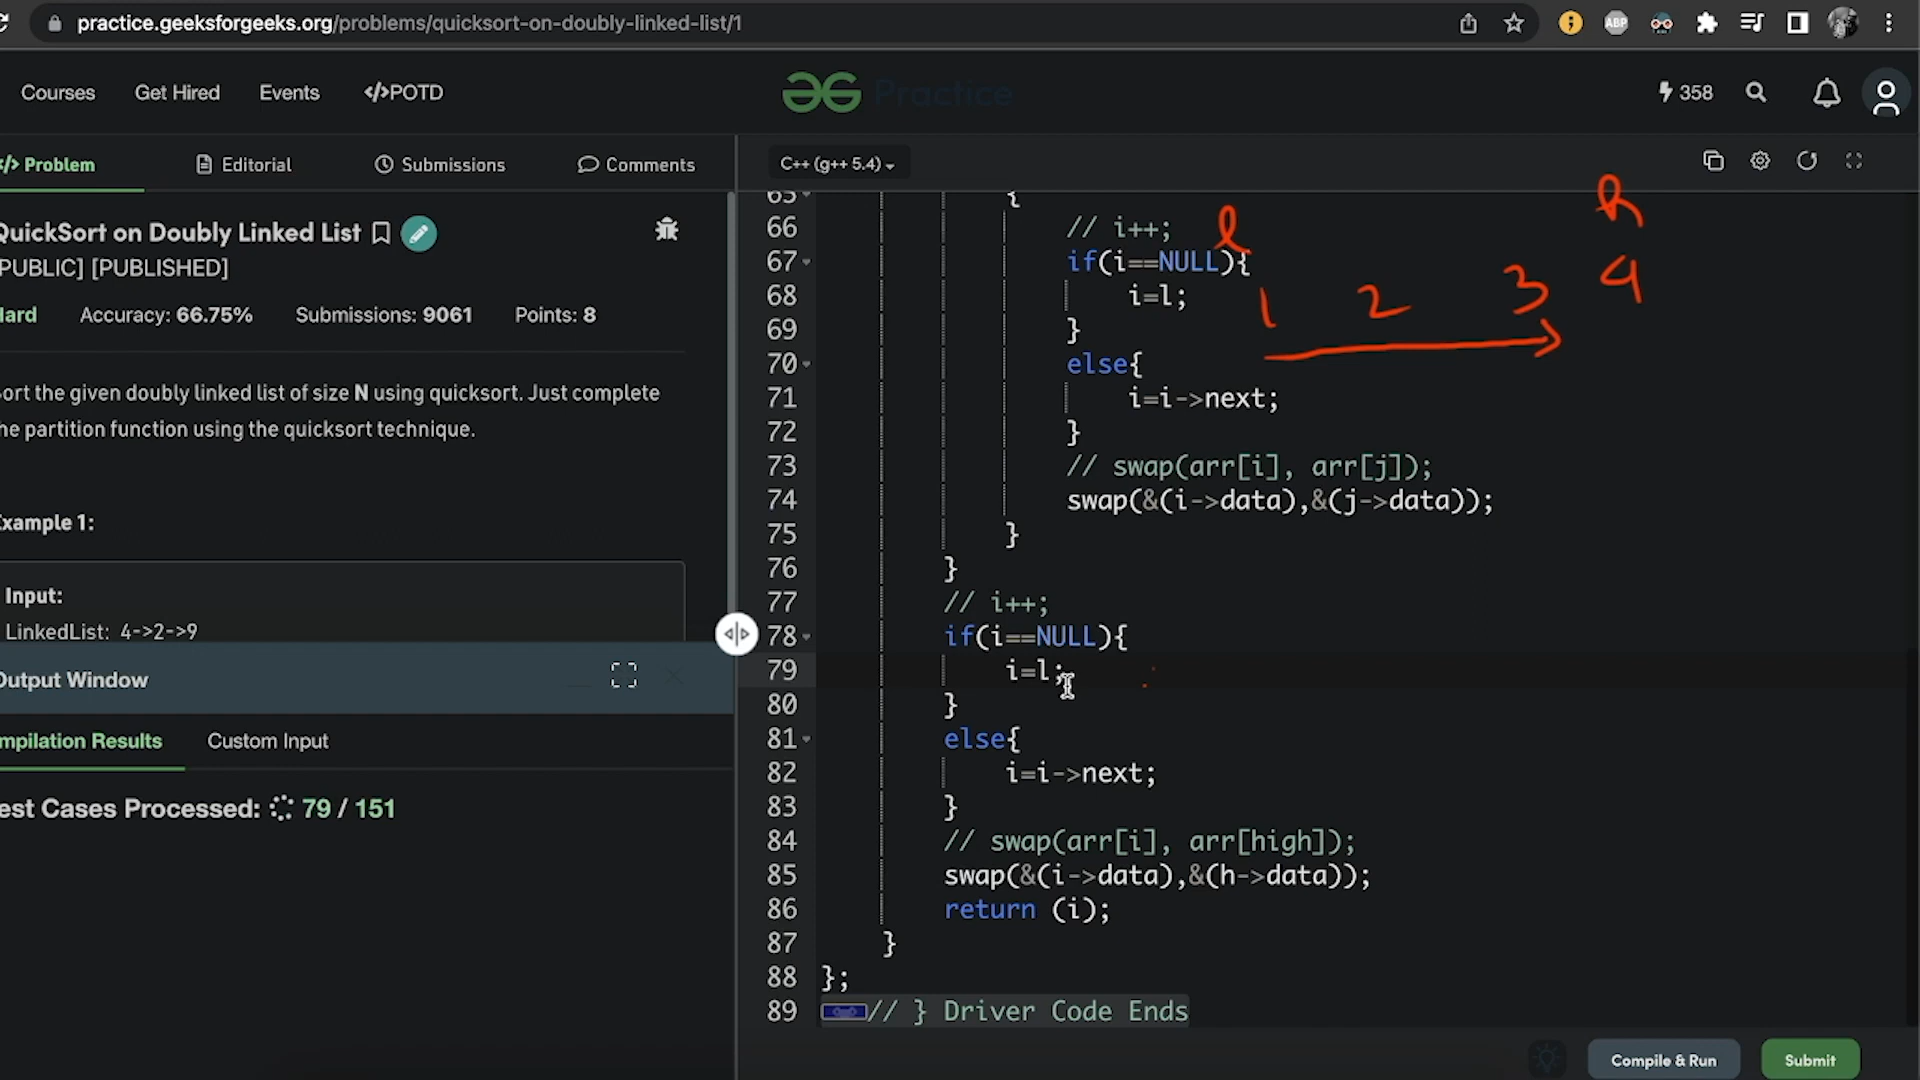 practice.geeksforgeeks.org/problems/quicksort-on-doubly-linked-list/1
ABP
Courses
Get Hired
Events
</>POTD
Practice
358
</> Problem
Editorial
Submissions
Comments
QuickSort on Doubly Linked List
PUBLIC] [PUBLISHED]
Hard
Accuracy: 66.75%
Submissions: 9061
Points: 8
ort the given doubly linked list of size N using quicksort. Just complete
he partition function using the quicksort technique.
Example 1:
Input:
LinkedList: 4->2->9
Output Window
mpilation Results
Custom Input
est Cases Processed: 79 / 151
C++ (g++ 5.4)
65 {
66 // i++;
67 if(i==NULL){
68 i=l;
69 }
70 else{
71 i=i->next;
72 }
73 // swap(arr[i], arr[j]);
74 swap(&(i->data),&(j->data));
75 }
76 }
77 // i++;
78 if(i==NULL){
79 i=l;
80 }
81 else{
82 i=i->next;
83 }
84 // swap(arr[i], arr[high]);
85 swap(&(i->data),&(h->data));
86 return (i);
87 }
88 };
89 // } Driver Code Ends
l
1 2 3 4
Compile & Run
Submit